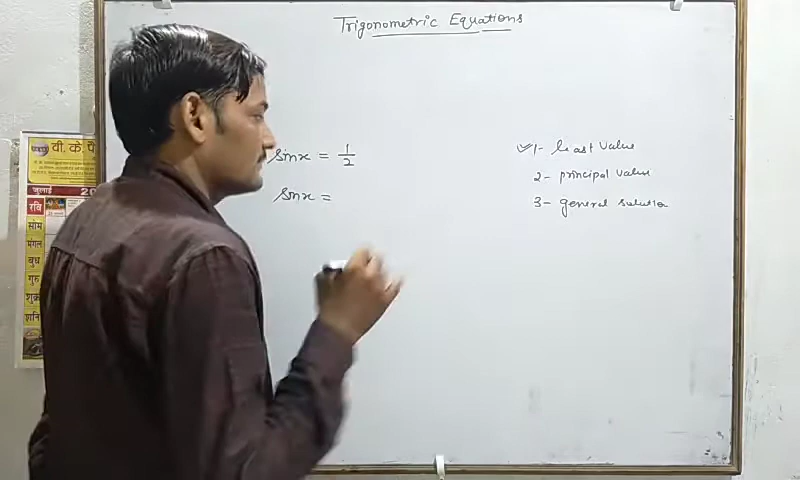 Trigonometric Equations
sinx = 1/2
sinx =
✓1- least value
2- principal value
3- general solution
वी. के. पै
जुलाई 20
रवि
सोम
मंगल
बुध
गुरु
शुक्र
शनि